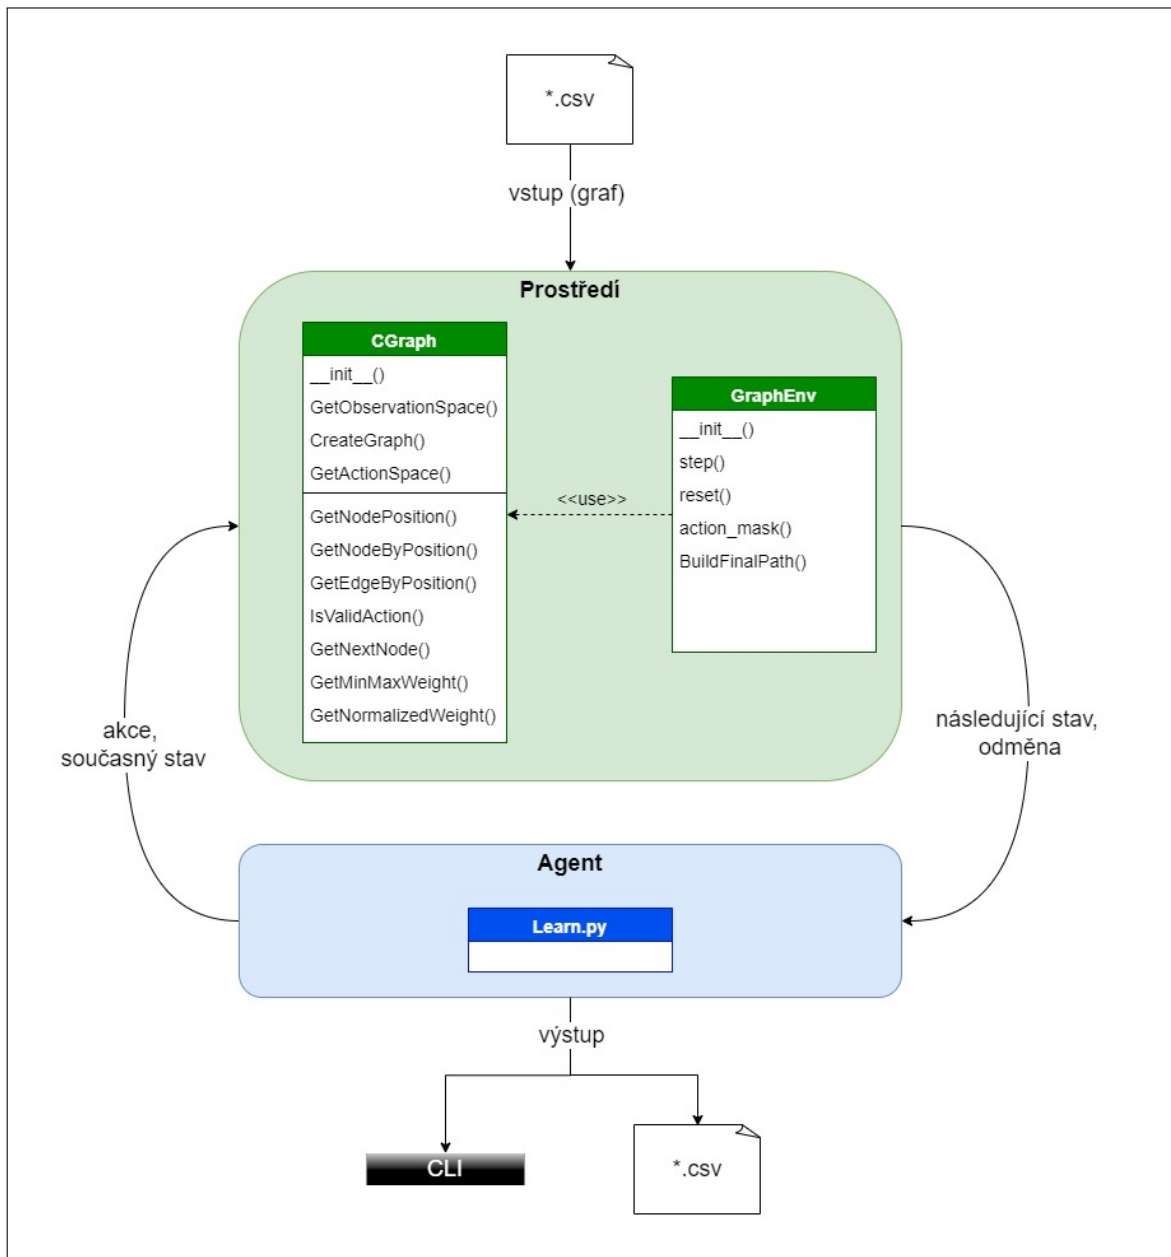 *.csv
vstup (graf)
Prostředí
CGraph
__init__()
GetObservationSpace()
CreateGraph()
GetActionSpace()
GetNodePosition()
GetNodeByPosition()
GetEdgeByPosition()
IsValidAction()
GetNextNode()
GetMinMaxWeight()
GetNormalizedWeight()
<<use>>
GraphEnv
__init__()
step()
reset()
action_mask()
BuildFinalPath()
akce,
současný stav
následující stav,
odměna
Agent
Learn.py
výstup
CLI
*.csv